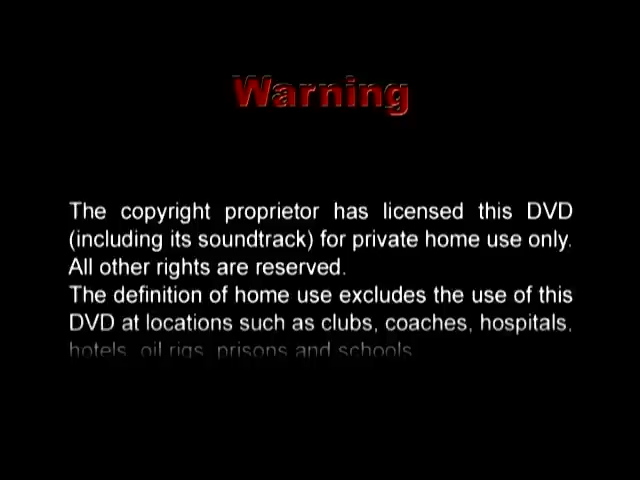 Warning
The copyright proprietor has licensed this DVD
(including its soundtrack) for private home use only.
All other rights are reserved.
The definition of home use excludes the use of this
DVD at locations such as clubs, coaches, hospitals,
hotels, oil rigs, prisons and schools